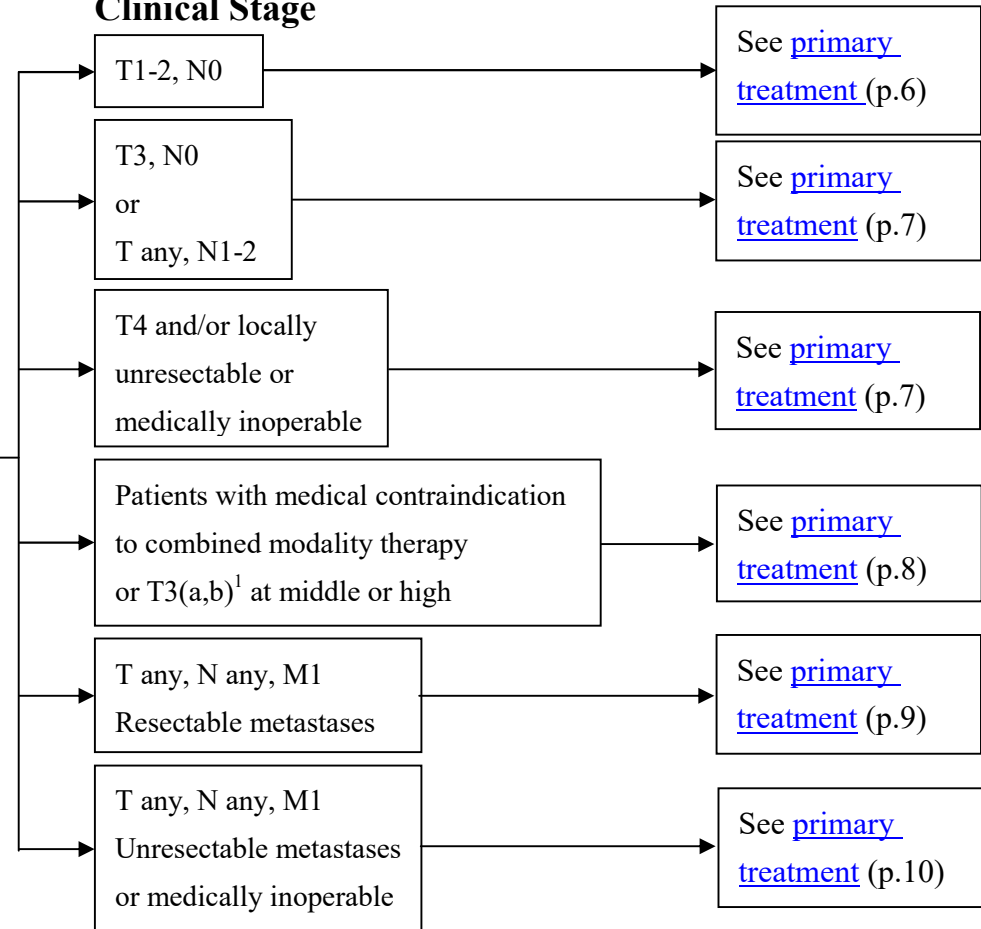 Clinical Stage
T1-2, N0
See primary
treatment (p.6)
T3, N0
or
T any, N1-2
See primary
treatment (p.7)
T4 and/or locally
unresectable or
medically inoperable
See primary
treatment (p.7)
Patients with medical contraindication
to combined modality therapy
or T3(a,b)¹ at middle or high
See primary
treatment (p.8)
T any, N any, M1
Resectable metastases
See primary
treatment (p.9)
T any, N any, M1
Unresectable metastases
or medically inoperable
See primary
treatment (p.10)